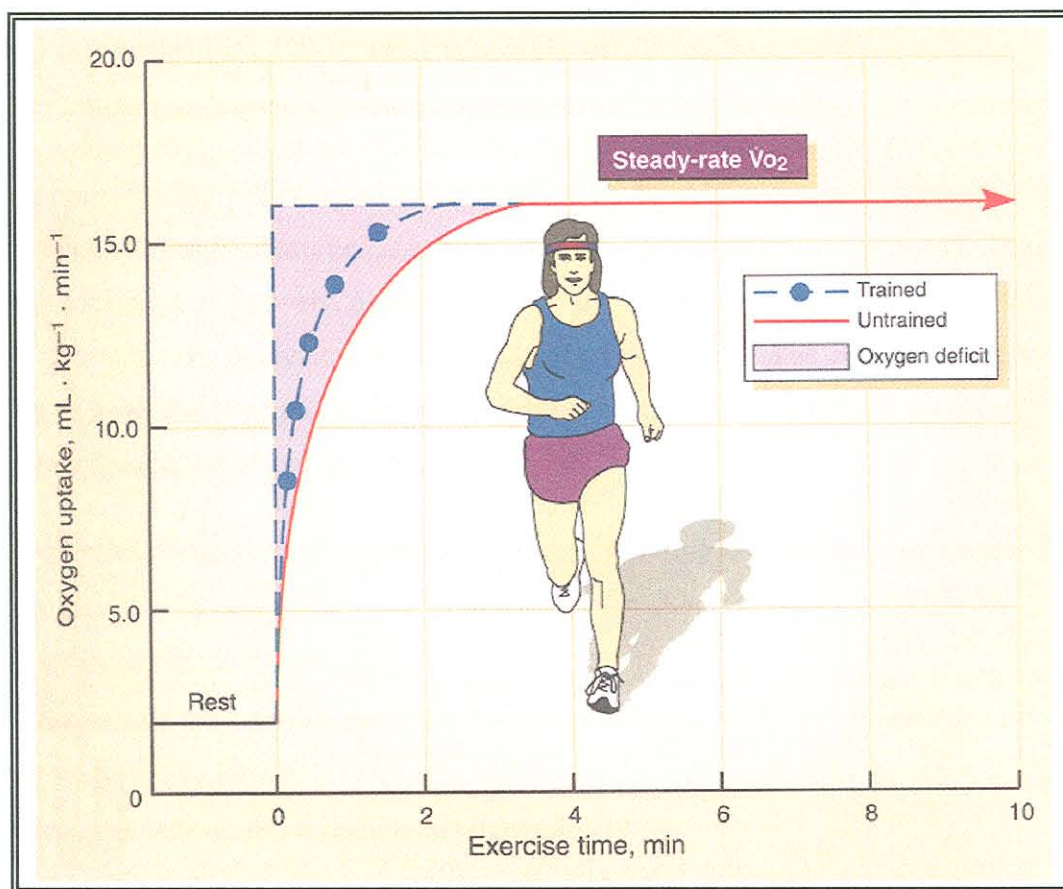 20.0
15.0
10.0
5.0
0
Oxygen uptake, mL · kg⁻¹ · min⁻¹
Steady-rate V̇o₂
Trained
Untrained
Oxygen deficit
Rest
0 2 4 6 8 10
Exercise time, min